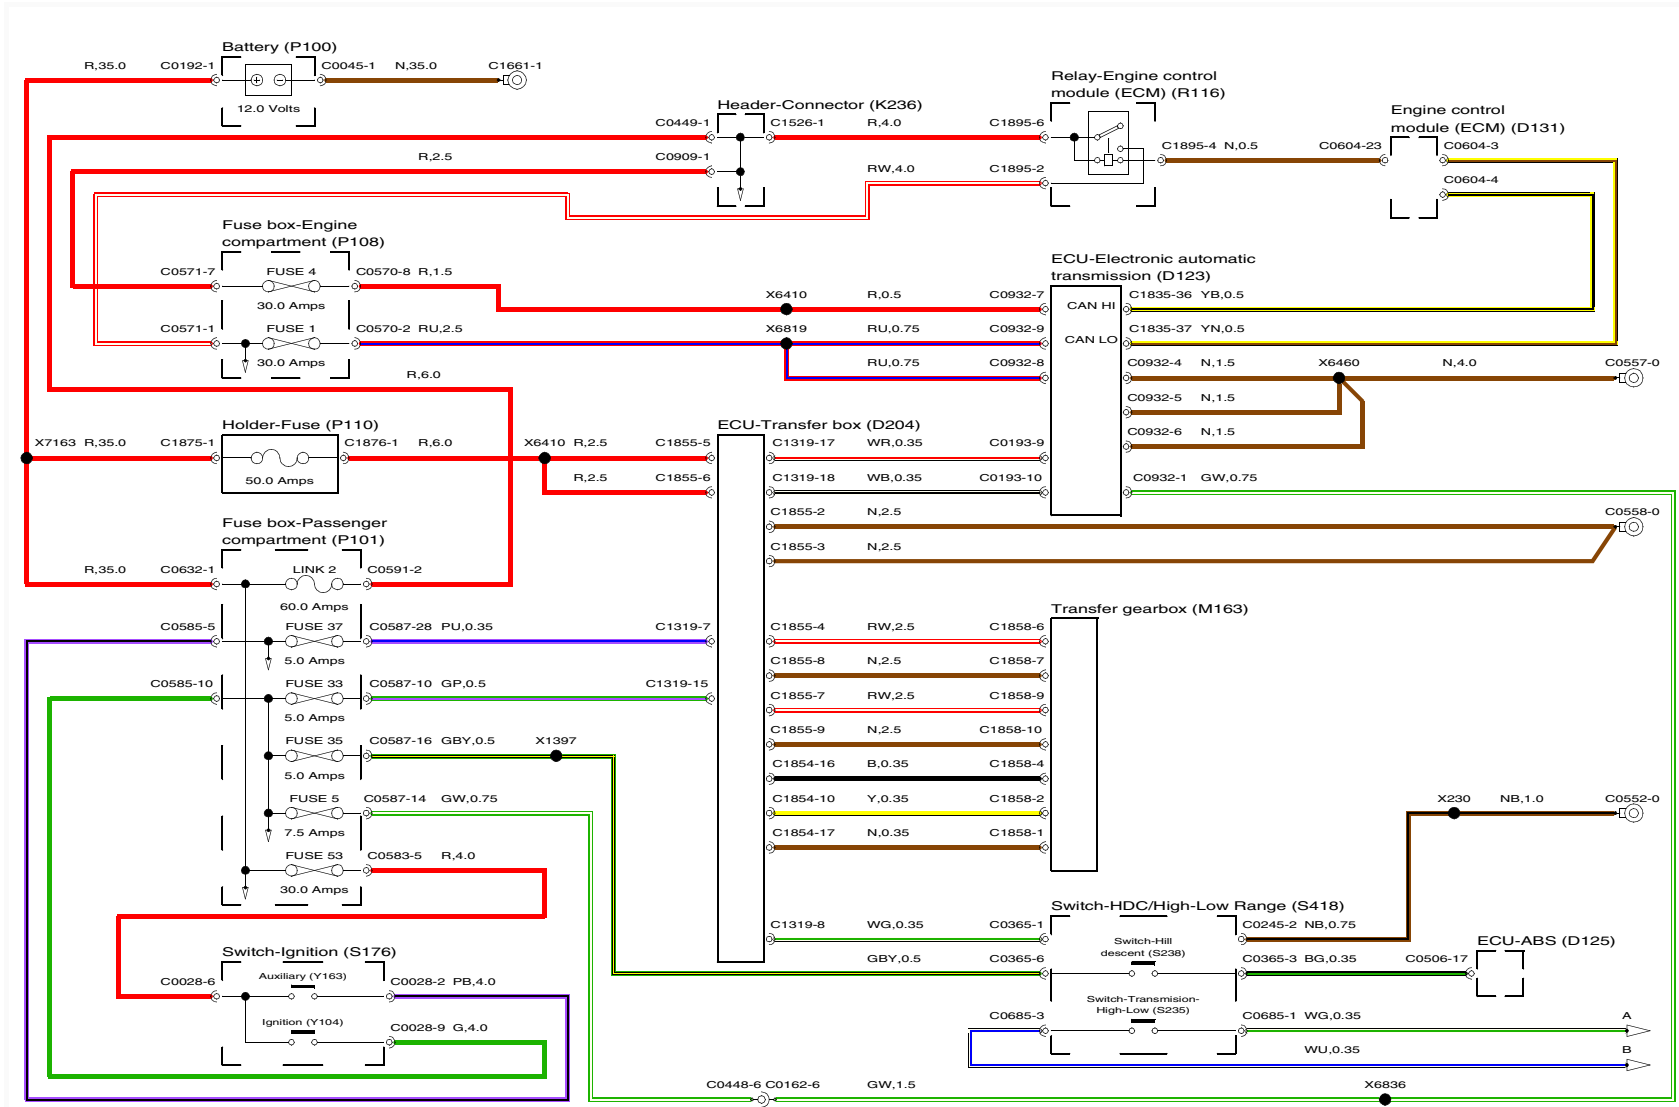 Battery (P100)
R,35.0 C0192-1 C0045-1 N,35.0 C1661-1
12.0 Volts
Header-Connector (K236)
C0449-1 C1526-1 R,4.0 C1895-6
R,2.5 C0909-1
RW,4.0 C1895-2
Relay-Engine control
module (ECM) (R116)
C1895-4 N,0.5 C0604-23
Engine control
module (ECM) (D131)
C0604-3
C0604-4
Fuse box-Engine
compartment (P108)
C0571-7 FUSE 4 C0570-8 R,1.5
30.0 Amps
C0571-1 FUSE 1 C0570-2 RU,2.5
30.0 Amps
R,6.0
X6410 R,0.5 C0932-7
X6819 RU,0.75 C0932-9
RU,0.75 C0932-8
ECU-Electronic automatic
transmission (D123)
CAN HI C1835-36 YB,0.5
CAN LO C1835-37 YN,0.5
C0932-4 N,1.5 X6460 N,4.0 C0557-0
C0932-5 N,1.5
C0932-6 N,1.5
C0932-1 GW,0.75
Holder-Fuse (P110)
X7163 R,35.0 C1875-1 C1876-1 R,6.0 X6410 R,2.5 C1855-5
50.0 Amps
R,2.5 C1855-6
ECU-Transfer box (D204)
C1319-17 WR,0.35 C0193-9
C1319-18 WB,0.35 C0193-10
C1855-2 N,2.5 C0558-0
C1855-3 N,2.5
Fuse box-Passenger
compartment (P101)
R,35.0 C0632-1 LINK 2 C0591-2
60.0 Amps
C0585-5 FUSE 37 C0587-28 PU,0.35 C1319-7
5.0 Amps
C0585-10 FUSE 33 C0587-10 GP,0.5 C1319-15
5.0 Amps
FUSE 35 C0587-16 GBY,0.5 X1397
5.0 Amps
FUSE 5 C0587-14 GW,0.75
7.5 Amps
FUSE 53 C0583-5 R,4.0
30.0 Amps
Transfer gearbox (M163)
C1855-4 RW,2.5 C1858-6
C1855-8 N,2.5 C1858-7
C1855-7 RW,2.5 C1858-9
C1855-9 N,2.5 C1858-10
C1854-16 B,0.35 C1858-4
C1854-10 Y,0.35 C1858-2
C1854-17 N,0.35 C1858-1
X230 NB,1.0 C0552-0
Switch-HDC/High-Low Range (S418)
C1319-8 WG,0.35 C0365-1 C0245-2 NB,0.75
Switch-Hill
descent (S238)
GBY,0.5 C0365-6 C0365-3 BG,0.35 C0506-17
ECU-ABS (D125)
Switch-Transmision-
High-Low (S235)
C0685-3 C0685-1 WG,0.35 A
WU,0.35 B
Switch-Ignition (S176)
C0028-6 Auxiliary (Y163) C0028-2 PB,4.0
Ignition (Y104) C0028-9 G,4.0
C0448-6 C0162-6 GW,1.5 X6836